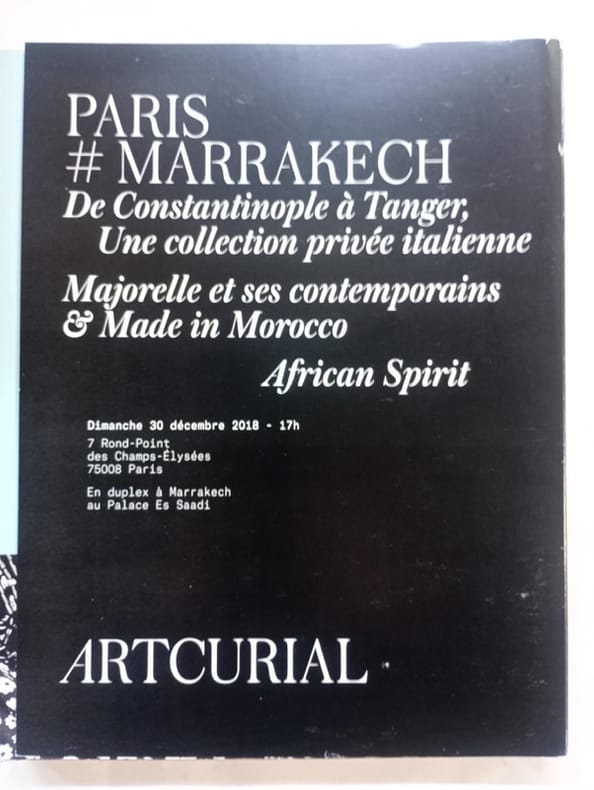 PARIS
# MARRAKECH
De Constantinople à Tanger,
Une collection privée italienne
Majorelle et ses contemporains
& Made in Morocco
African Spirit
Dimanche 30 décembre 2018 - 17h
7 Rond-Point
des Champs-Élysées
75008 Paris
En duplex à Marrakech
au Palace Es Saadi
ARTCURIAL